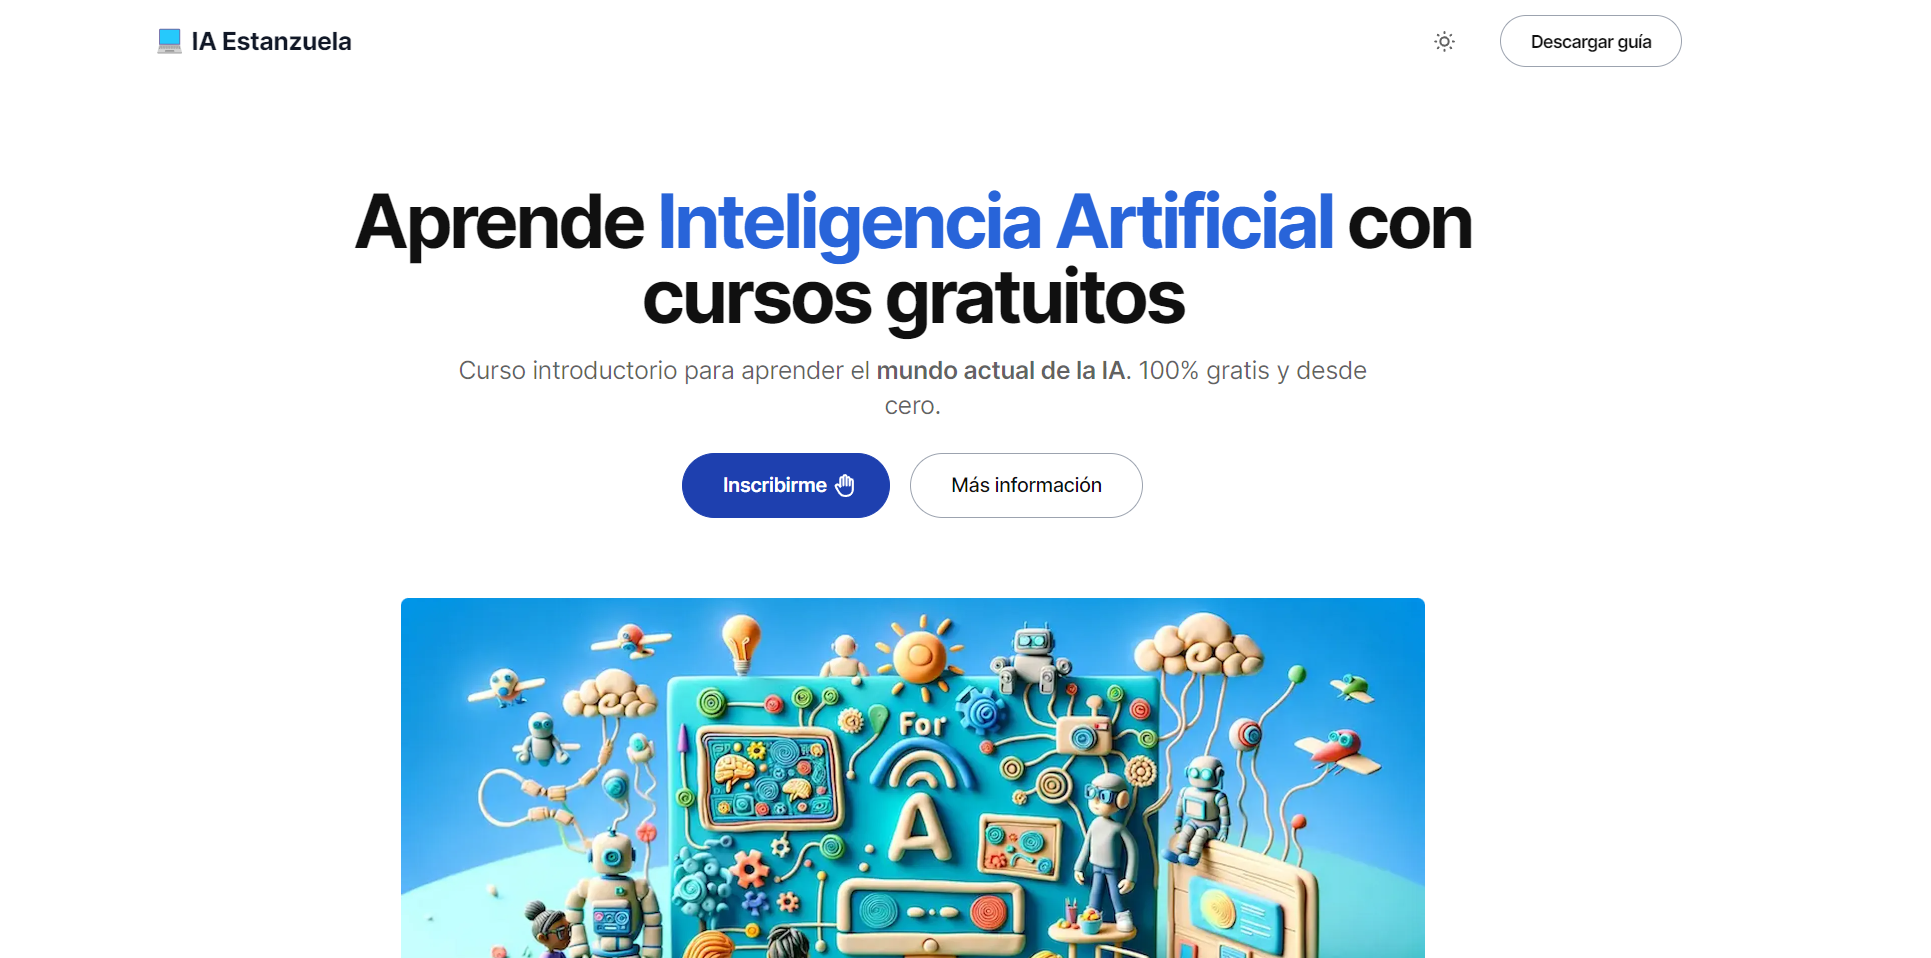 IA Estanzuela
Descargar guía
Aprende Inteligencia Artificial con
cursos gratuitos
Curso introductorio para aprender el mundo actual de la IA. 100% gratis y desde
cero.
Inscribirme
Más información
For
A